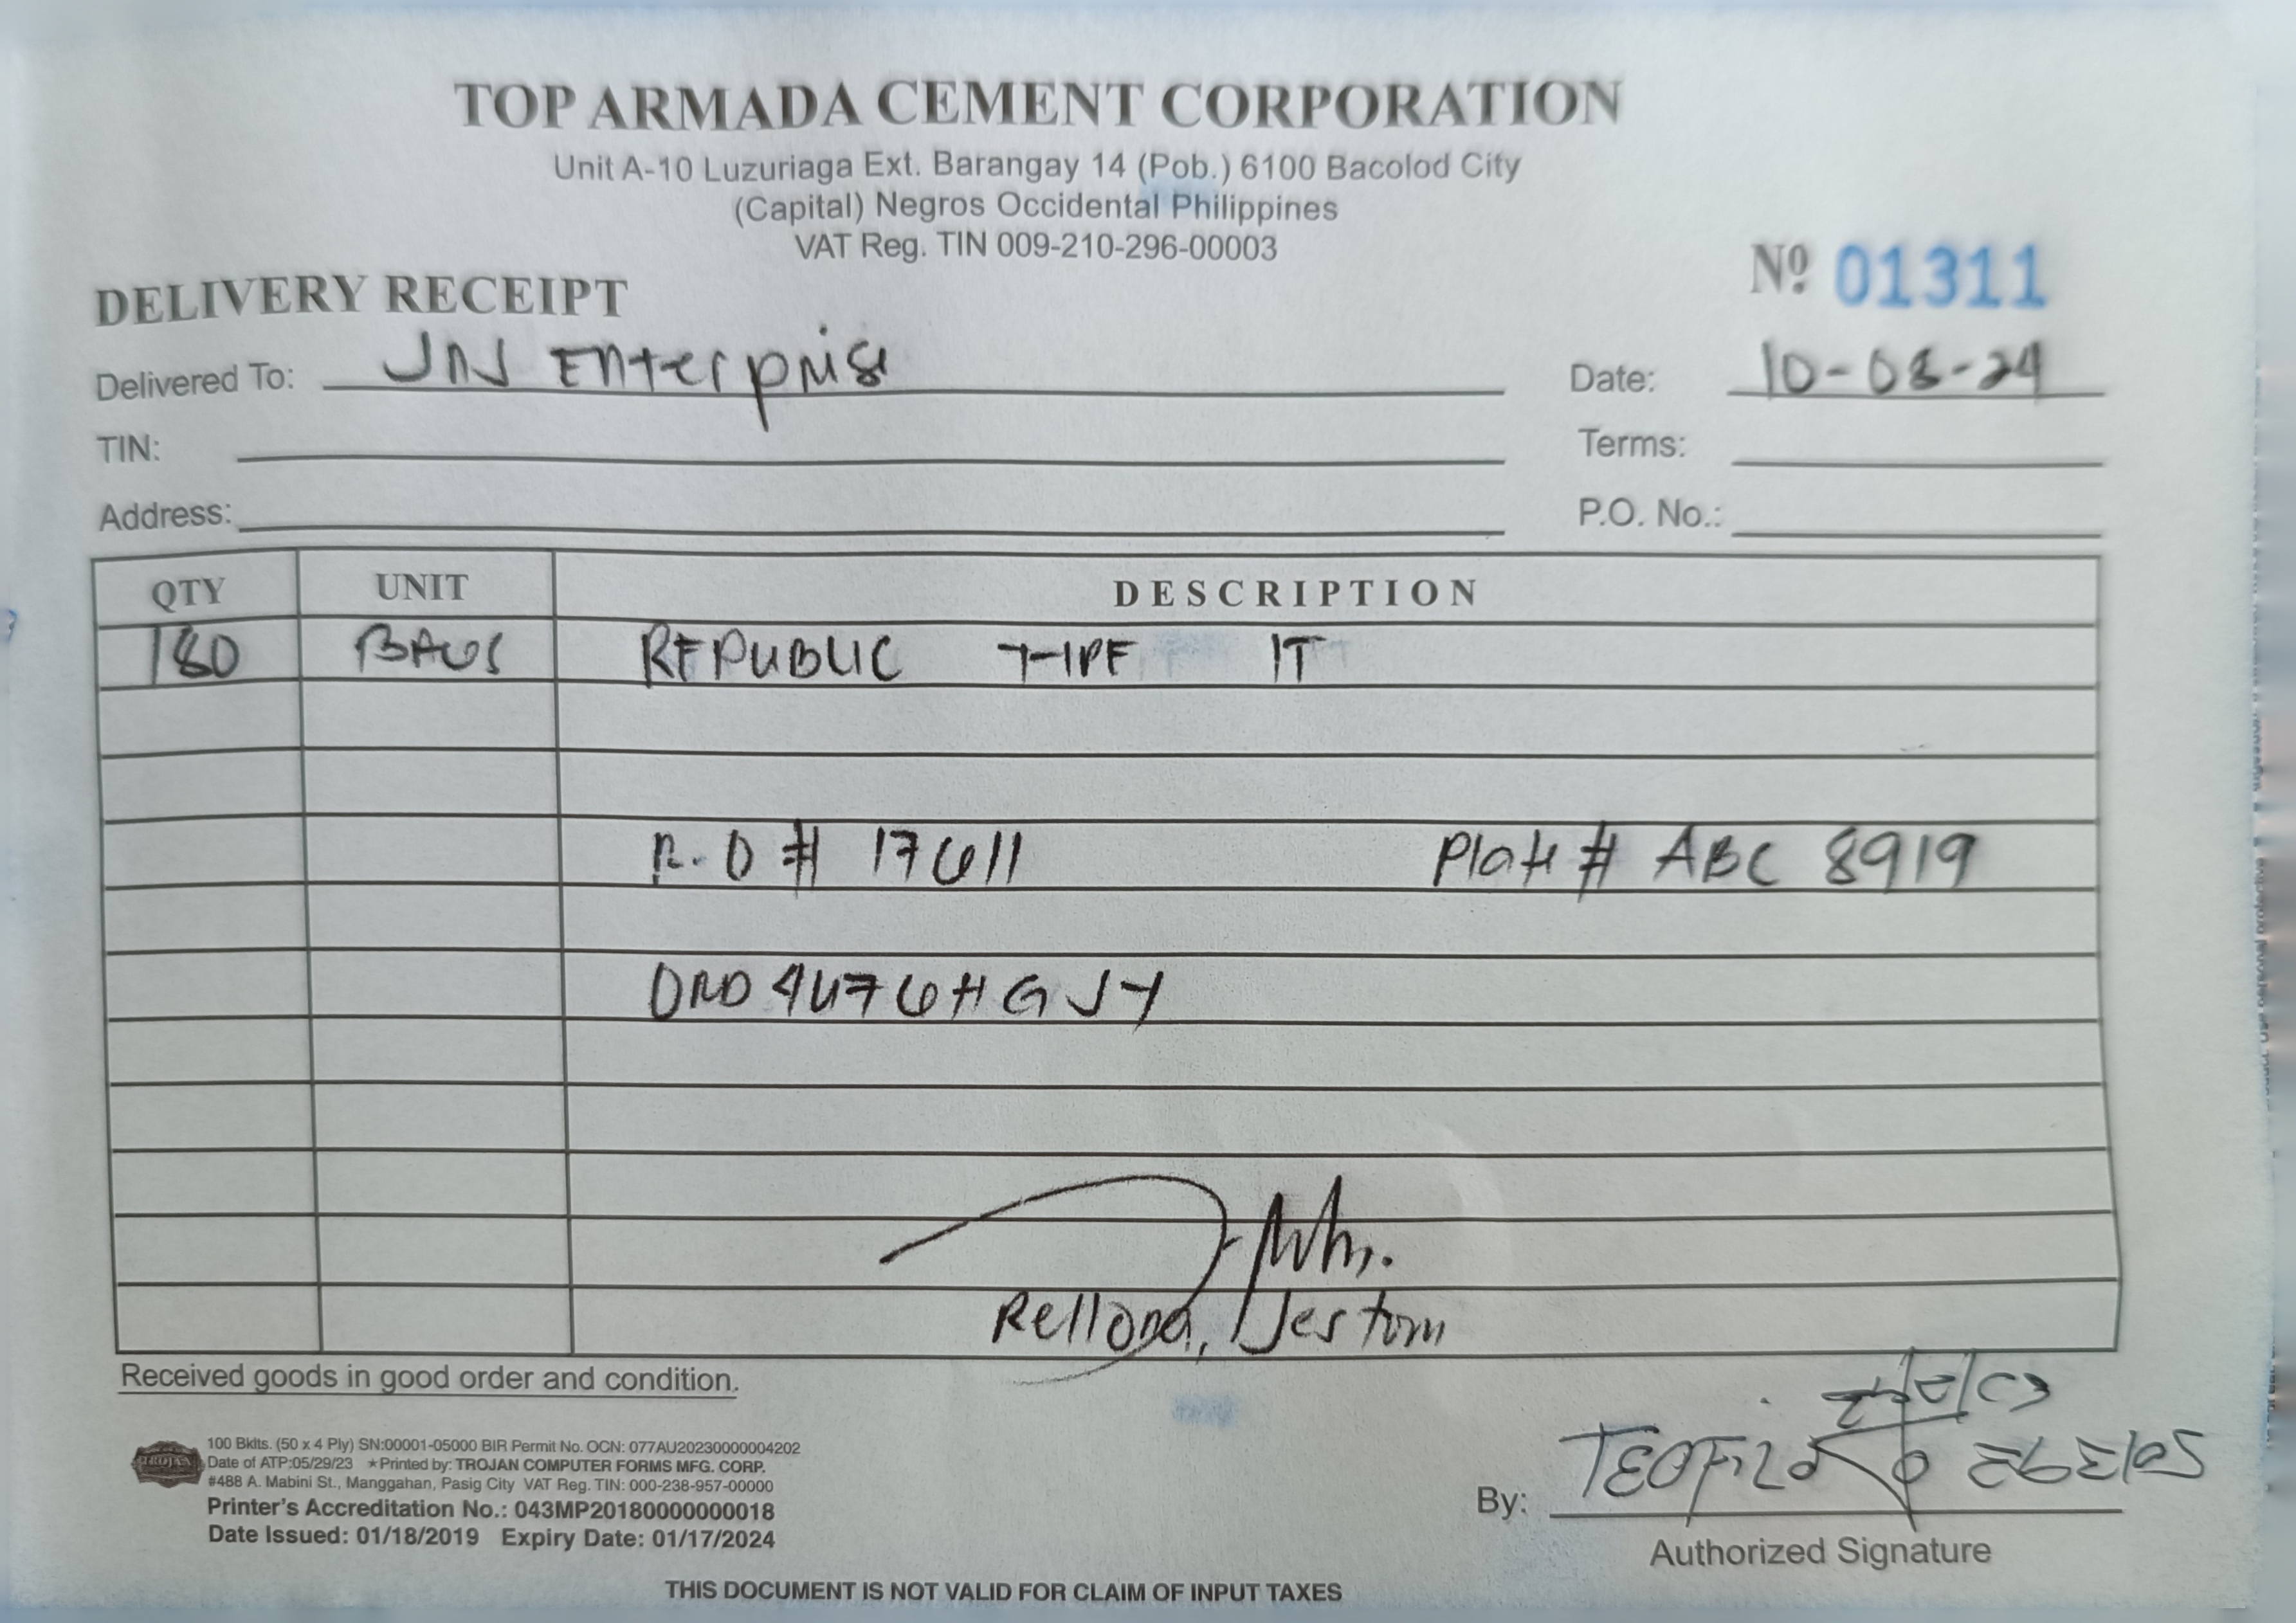 TOP ARMADA CEMENT CORPORATION
Unit A-10 Luzuriaga Ext. Barangay 14 (Pob.) 6100 Bacolod City
(Capital) Negros Occidental Philippines
VAT Reg. TIN 009-210-296-00003
Nº 01311
DELIVERY RECEIPT
Delivered To: JNJ Enterprise Date: 10-08-24
TIN: Terms:
Address: P.O. No.:
QTY UNIT DESCRIPTION
180 BAGS REPUBLIC TYPE 1T
R.O # 17611 Plate # ABC 8919
ORD 4476HGJY
Rellona, Jestom
Received goods in good order and condition.
TROJAN
100 Bklts. (50 x 4 Ply) SN:00001-05000 BIR Permit No. OCN: 077AU20230000004202
Date of ATP:05/29/23 ★Printed by: TROJAN COMPUTER FORMS MFG. CORP.
#488 A. Mabini St., Manggahan, Pasig City VAT Reg. TIN: 000-238-957-00000
Printer's Accreditation No.: 043MP20180000000018
Date Issued: 01/18/2019 Expiry Date: 01/17/2024
By: TEOFILO
Authorized Signature
THIS DOCUMENT IS NOT VALID FOR CLAIM OF INPUT TAXES